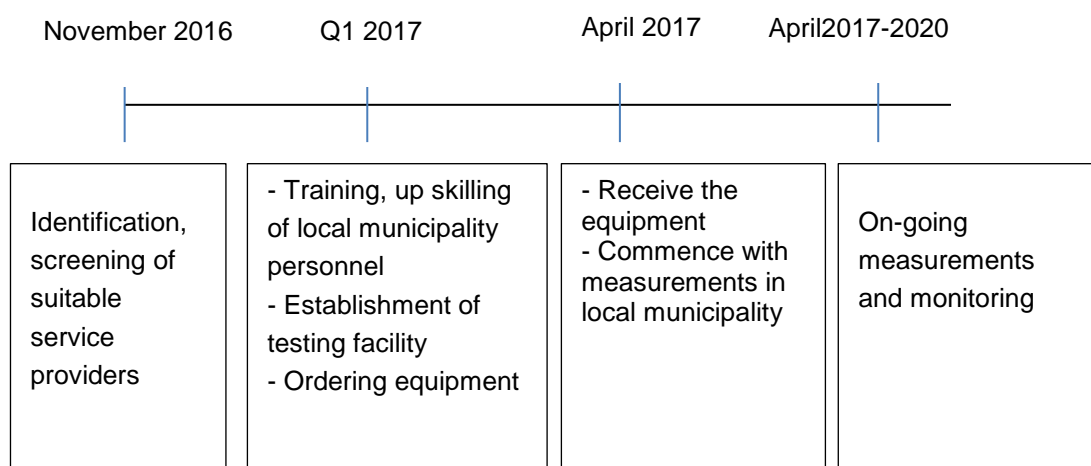 November 2016
Q1 2017
April 2017
April2017-2020
Identification,
screening of
suitable
service
providers
- Training, up skilling
of local municipality
personnel
- Establishment of
testing facility
- Ordering equipment
- Receive the
equipment
- Commence with
measurements in
local municipality
On-going
measurements
and monitoring